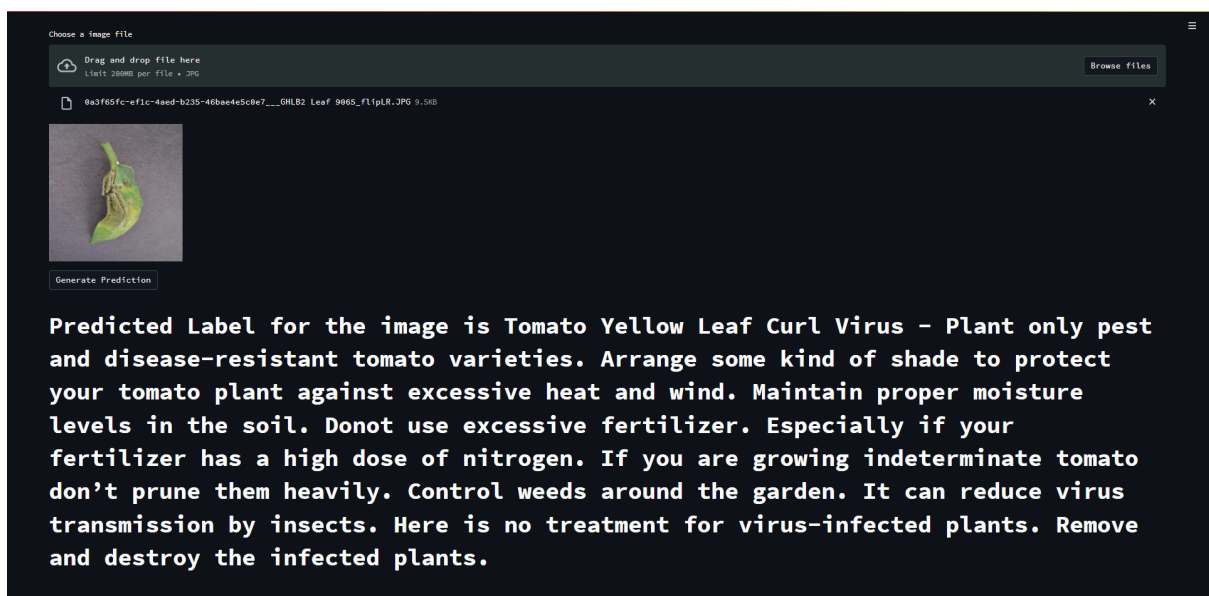 Choose a image file
Drag and drop file here
Limit 200MB per file • JPG
Browse files
0a3f65fc-ef1c-4aed-b235-46bae4e5c0e7___GHLB2 Leaf 9065_flipLR.JPG 9.5KB
Generate Prediction
Predicted Label for the image is Tomato Yellow Leaf Curl Virus - Plant only pest
and disease-resistant tomato varieties. Arrange some kind of shade to protect
your tomato plant against excessive heat and wind. Maintain proper moisture
levels in the soil. Donot use excessive fertilizer. Especially if your
fertilizer has a high dose of nitrogen. If you are growing indeterminate tomato
don’t prune them heavily. Control weeds around the garden. It can reduce virus
transmission by insects. Here is no treatment for virus-infected plants. Remove
and destroy the infected plants.